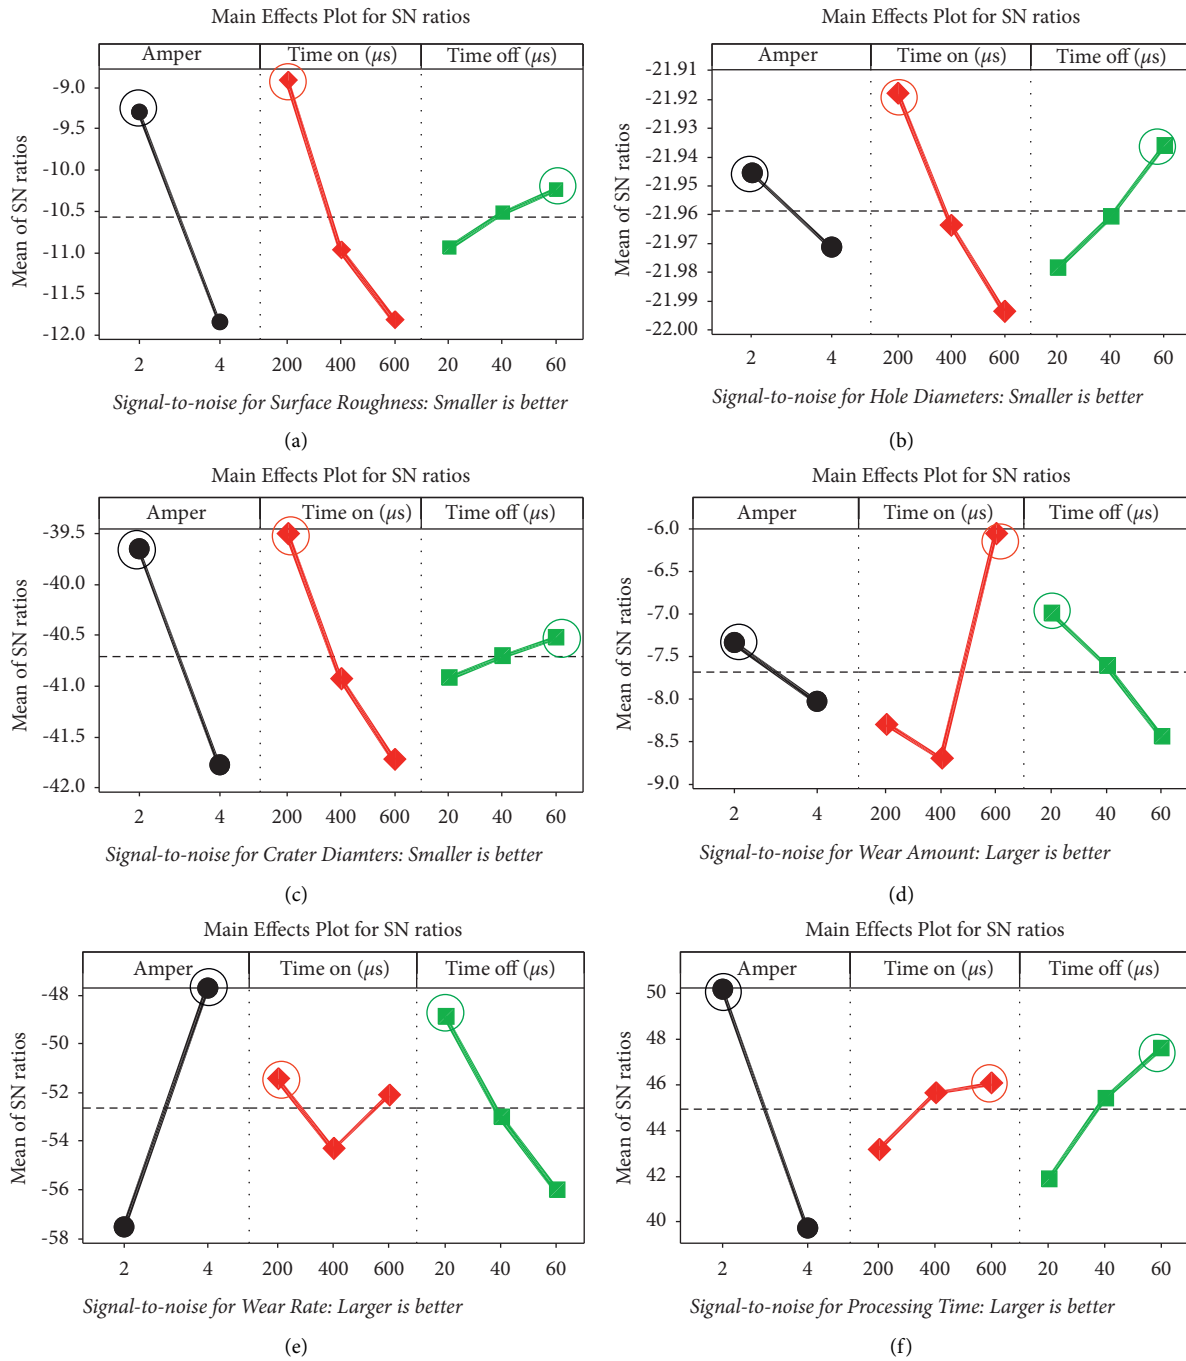 Main Effects Plot for SN ratios
Amper Time on (μs) Time off (μs)
Mean of SN ratios
-9.0
-9.5
-10.0
-10.5
-11.0
-11.5
-12.0
2 4 200 400 600 20 40 60
Signal-to-noise for Surface Roughness: Smaller is better
(a)
Main Effects Plot for SN ratios
Amper Time on (μs) Time off (μs)
Mean of SN ratios
-21.91
-21.92
-21.93
-21.94
-21.95
-21.96
-21.97
-21.98
-21.99
-22.00
2 4 200 400 600 20 40 60
Signal-to-noise for Hole Diameters: Smaller is better
(b)
Main Effects Plot for SN ratios
Amper Time on (μs) Time off (μs)
Mean of SN ratios
-39.5
-40.0
-40.5
-41.0
-41.5
-42.0
2 4 200 400 600 20 40 60
Signal-to-noise for Crater Diamters: Smaller is better
(c)
Main Effects Plot for SN ratios
Amper Time on (μs) Time off (μs)
Mean of SN ratios
-6.0
-6.5
-7.0
-7.5
-8.0
-8.5
-9.0
2 4 200 400 600 20 40 60
Signal-to-noise for Wear Amount: Larger is better
(d)
Main Effects Plot for SN ratios
Amper Time on (μs) Time off (μs)
Mean of SN ratios
-48
-50
-52
-54
-56
-58
2 4 200 400 600 20 40 60
Signal-to-noise for Wear Rate: Larger is better
(e)
Main Effects Plot for SN ratios
Amper Time on (μs) Time off (μs)
Mean of SN ratios
50
48
46
44
42
40
2 4 200 400 600 20 40 60
Signal-to-noise for Processing Time: Larger is better
(f)